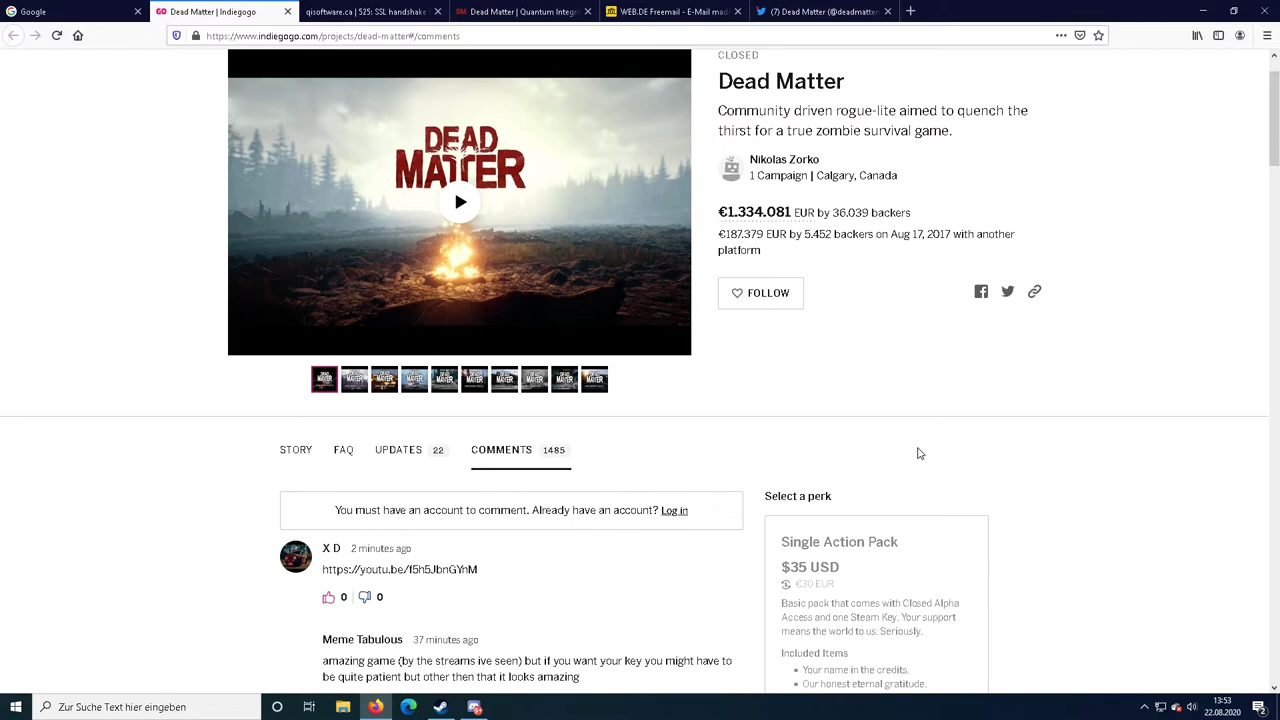 Google
GO Dead Matter | Indiegogo
qisoftware.ca | 525: SSL handshake
Dead Matter | Quantum Integr
WEB.DE Freemail - E-Mail mad
(7) Dead Matter (@deadmatter
https://www.indiegogo.com/projects/dead-matter#/comments
CLOSED
Dead Matter
Community driven rogue-lite aimed to quench the
thirst for a true zombie survival game.
Nikolas Zorko
1 Campaign | Calgary, Canada
€1.334.081 EUR by 36.039 backers
€187.379 EUR by 5.452 backers on Aug 17, 2017 with another
platform
FOLLOW
DEAD
MATTER
STORY FAQ UPDATES 22 COMMENTS 1485
You must have an account to comment. Already have an account? Log in
X D 2 minutes ago
https://youtu.be/f5h5JbnGYhM
0 0
Meme Tabulous 37 minutes ago
amazing game (by the streams ive seen) but if you want your key you might have to
be quite patient but other then that it looks amazing
Select a perk
Single Action Pack
$35 USD
€30 EUR
Basic pack that comes with Closed Alpha
Access and one Steam Key. Your support
means the world to us. Seriously.
Included Items
Your name in the credits.
Our honest eternal gratitude.
Zur Suche Text hier eingeben
13:53
22.08.2020
2